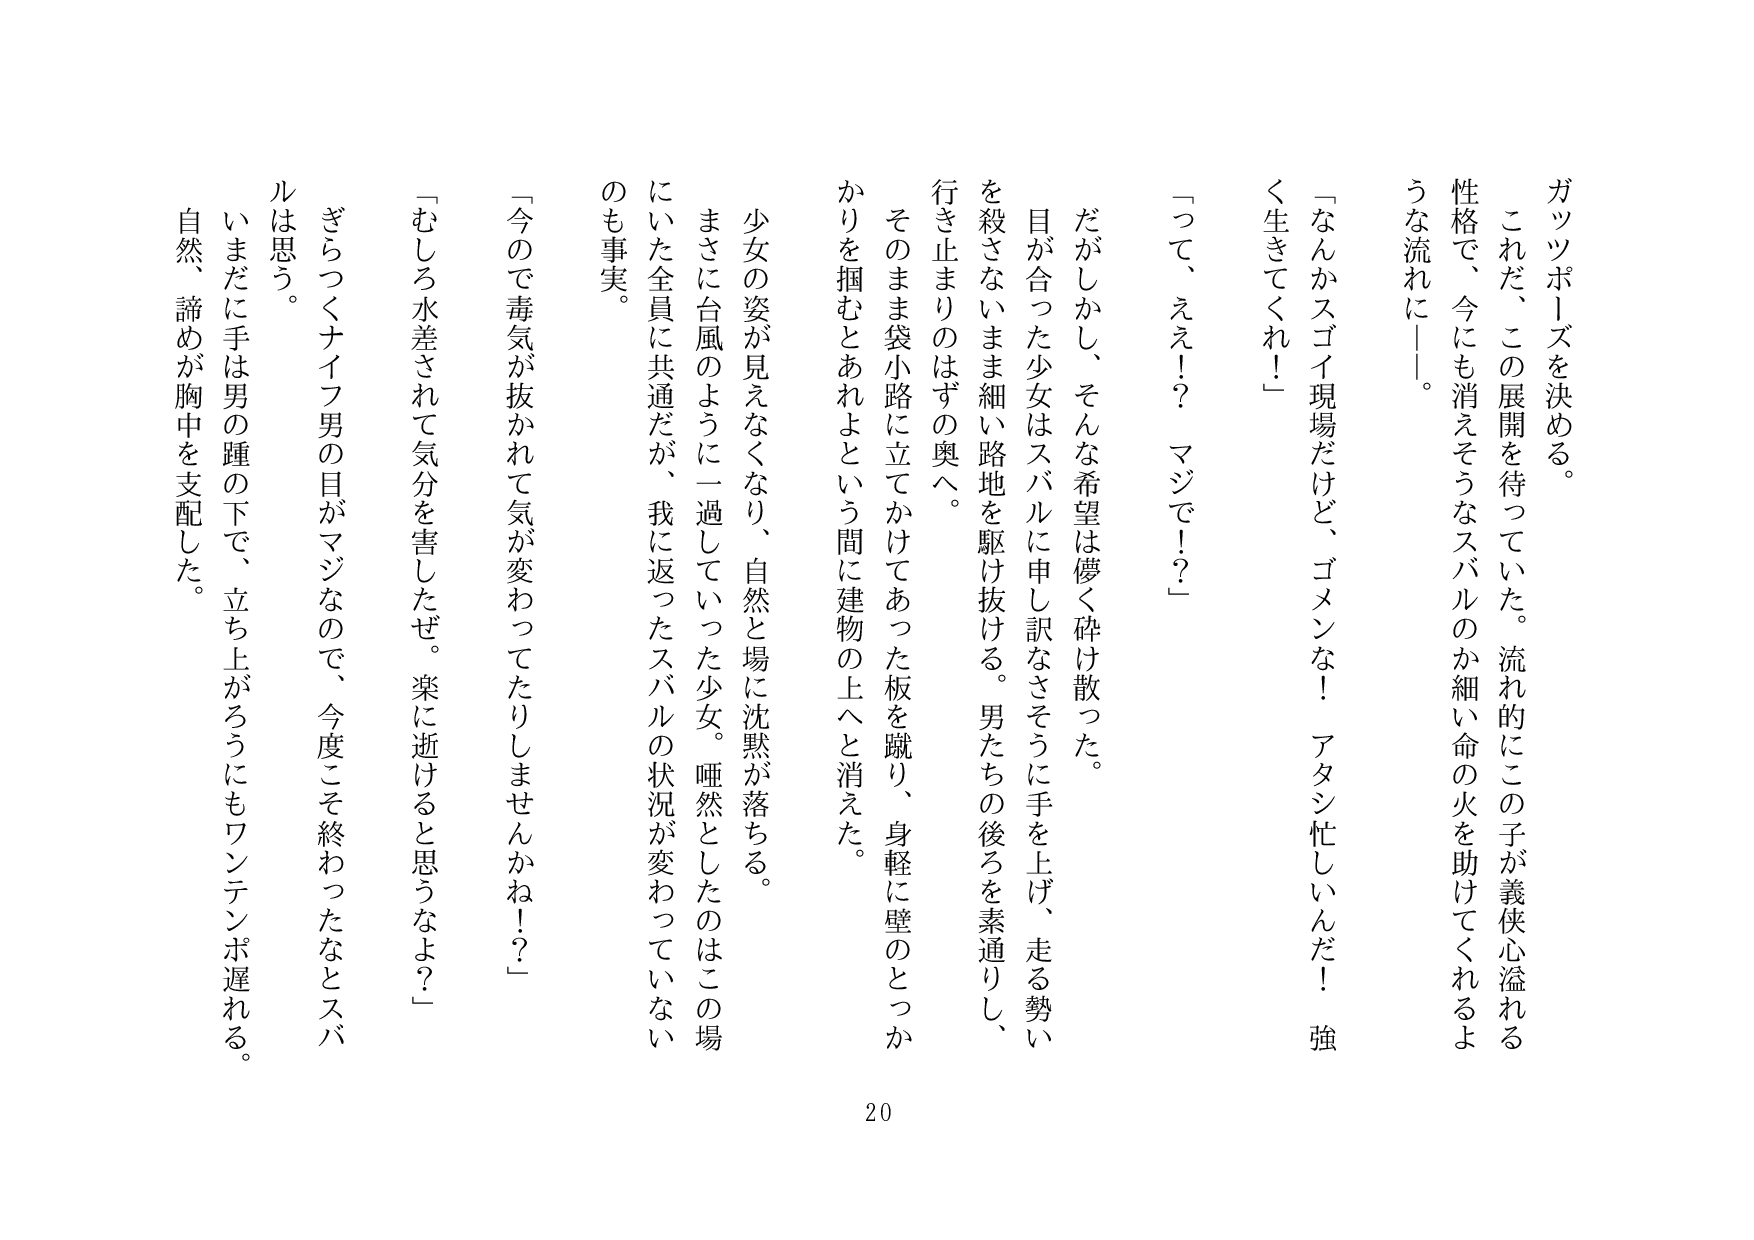 ガッツポーズを決める。
　これだ、この展開を待っていた。流れ的にこの子が義侠心溢れる
性格で、今にも消えそうなスバルのか細い命の火を助けてくれるよ
うな流れに――。
「なんかスゴイ現場だけど、ゴメンな！　アタシ忙しいんだ！　強
く生きてくれ！」
「って、ええ！？　マジで！？」
　だがしかし、そんな希望は儚く砕け散った。
　目が合った少女はスバルに申し訳なさそうに手を上げ、走る勢い
を殺さないまま細い路地を駆け抜ける。男たちの後ろを素通りし、
行き止まりのはずの奥へ。
　そのまま袋小路に立てかけてあった板を蹴り、身軽に壁のとっか
かりを掴むとあれよという間に建物の上へと消えた。
　少女の姿が見えなくなり、自然と場に沈黙が落ちる。
　まさに台風のように一過していった少女。唖然としたのはこの場
にいた全員に共通だが、我に返ったスバルの状況が変わっていない
のも事実。
「今ので毒気が抜かれて気が変わってたりしませんかね！？」
「むしろ水差されて気分を害したぜ。楽に逝けると思うなよ？」
　ぎらつくナイフ男の目がマジなので、今度こそ終わったなとスバ
ルは思う。
　いまだに手は男の踵の下で、立ち上がろうにもワンテンポ遅れる。
　自然、諦めが胸中を支配した。
20